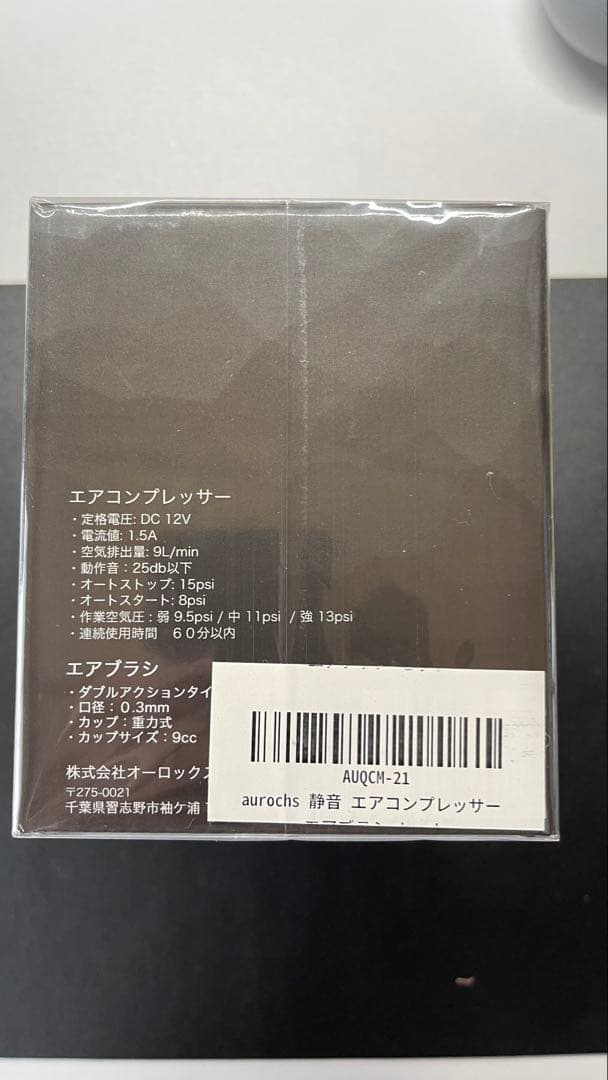 エアコンプレッサー
・定格電圧: DC 12V
・電流値: 1.5A
・空気排出量: 9L/min
・動作音：25db以下
・オートストップ: 15psi
・オートスタート: 8psi
・作業空気圧：弱 9.5psi / 中 11psi / 強 13psi
・連続使用時間　６０分以内
エアブラシ
・ダブルアクションタイ
・口径：０.3mm
・カップ：重力式
・カップサイズ：9cc
株式会社オーロックス
〒275-0021
千葉県習志野市袖ケ浦
AUQCM-21
aurochs 静音 エアコンプレッサー